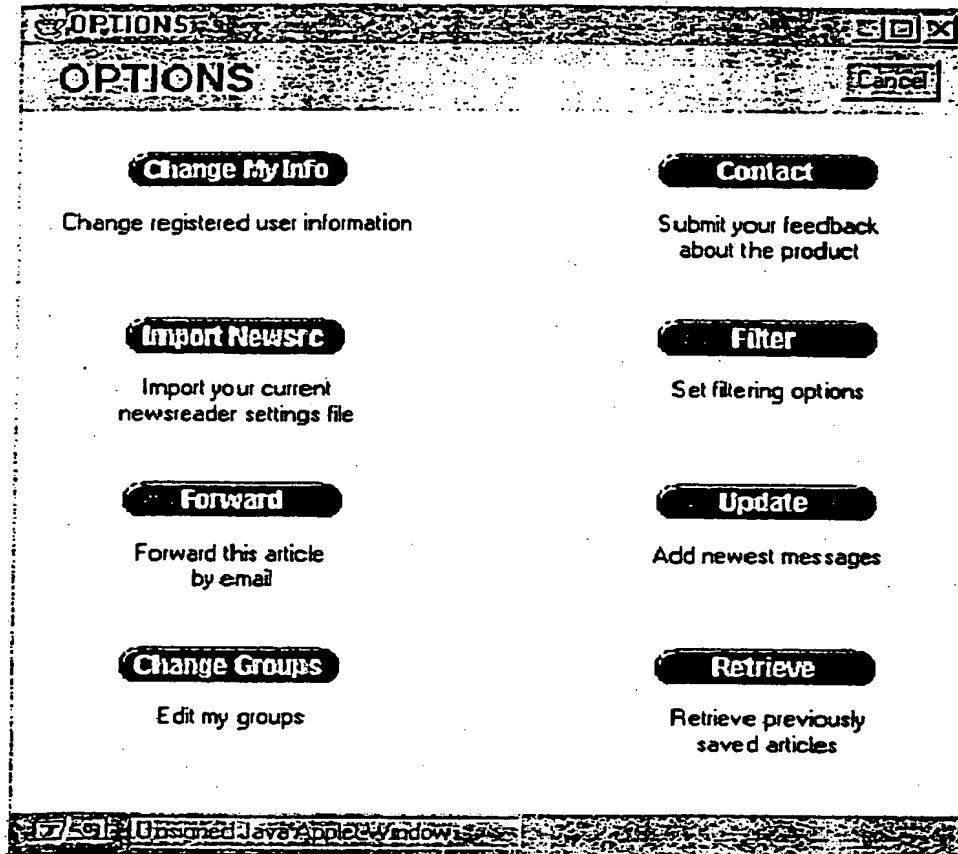 OPTIONS
OPTIONS
Cancel
Change My Info
Change registered user information
Contact
Submit your feedback
about the product
Import Newsrc
Import your current
newsreader settings file
Filter
Set filtering options
Forward
Forward this article
by email
Update
Add newest messages
Change Groups
Edit my groups
Retrieve
Retrieve previously
saved articles
Unsigned Java Applet Window